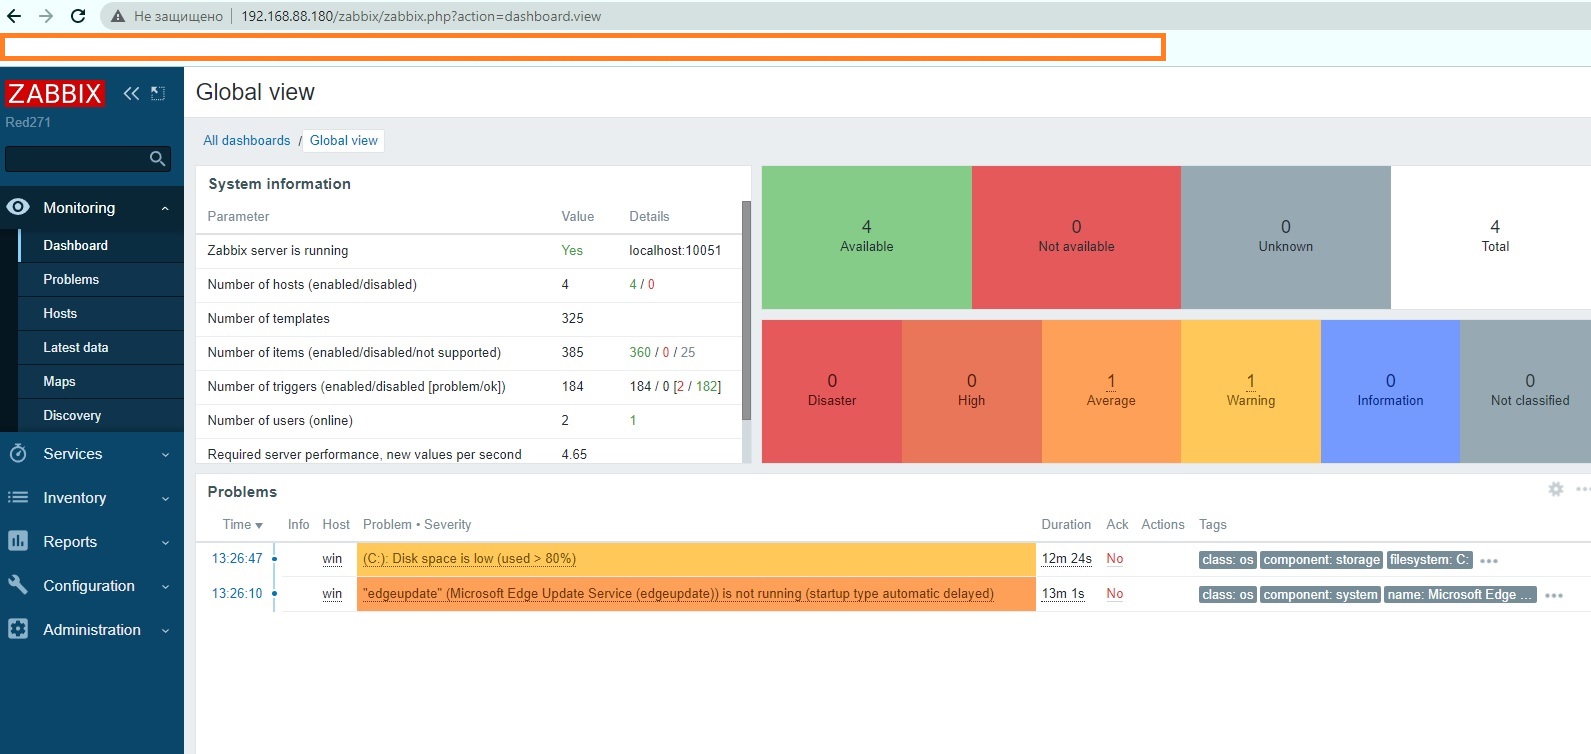 Не защищено 192.168.88.180/zabbix/zabbix.php?action=dashboard.view
ZABBIX
Red271
Monitoring
Dashboard
Problems
Hosts
Latest data
Maps
Discovery
Services
Inventory
Reports
Configuration
Administration
Global view
All dashboards / Global view
System information
Parameter Value Details
Zabbix server is running Yes localhost:10051
Number of hosts (enabled/disabled) 4 4 / 0
Number of templates 325
Number of items (enabled/disabled/not supported) 385 360 / 0 / 25
Number of triggers (enabled/disabled [problem/ok]) 184 184 / 0 [2 / 182]
Number of users (online) 2 1
Required server performance, new values per second 4.65
4 0 0 4
Available Not available Unknown Total
0 0 1 1 0 0
Disaster High Average Warning Information Not classified
Problems
Time Info Host Problem • Severity Duration Ack Actions Tags
13:26:47 win (C:): Disk space is low (used > 80%) 12m 24s No class: os component: storage filesystem: C: •••
13:26:10 win "edgeupdate" (Microsoft Edge Update Service (edgeupdate)) is not running (startup type automatic delayed) 13m 1s No class: os component: system name: Microsoft Edge ... •••